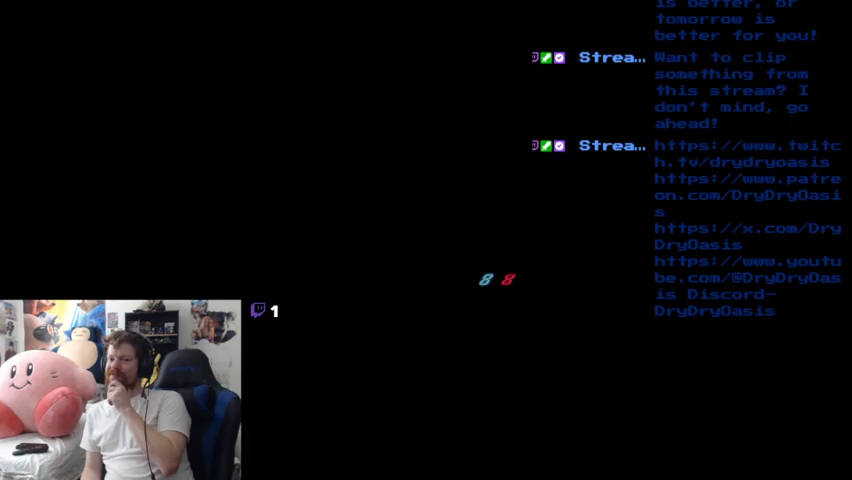 is better, or
tomorrow is
better for you!
Strea... Want to clip
something from
this stream? I
don't mind, go
ahead!
Strea... https://www.twitc
h.tv/drydryoasis
https://www.patre
on.com/DryDryOasi
s
https://x.com/Dry
DryOasis
https://www.youtu
be.com/@DryDryOas
is Discord-
DryDryOasis
8 8
1